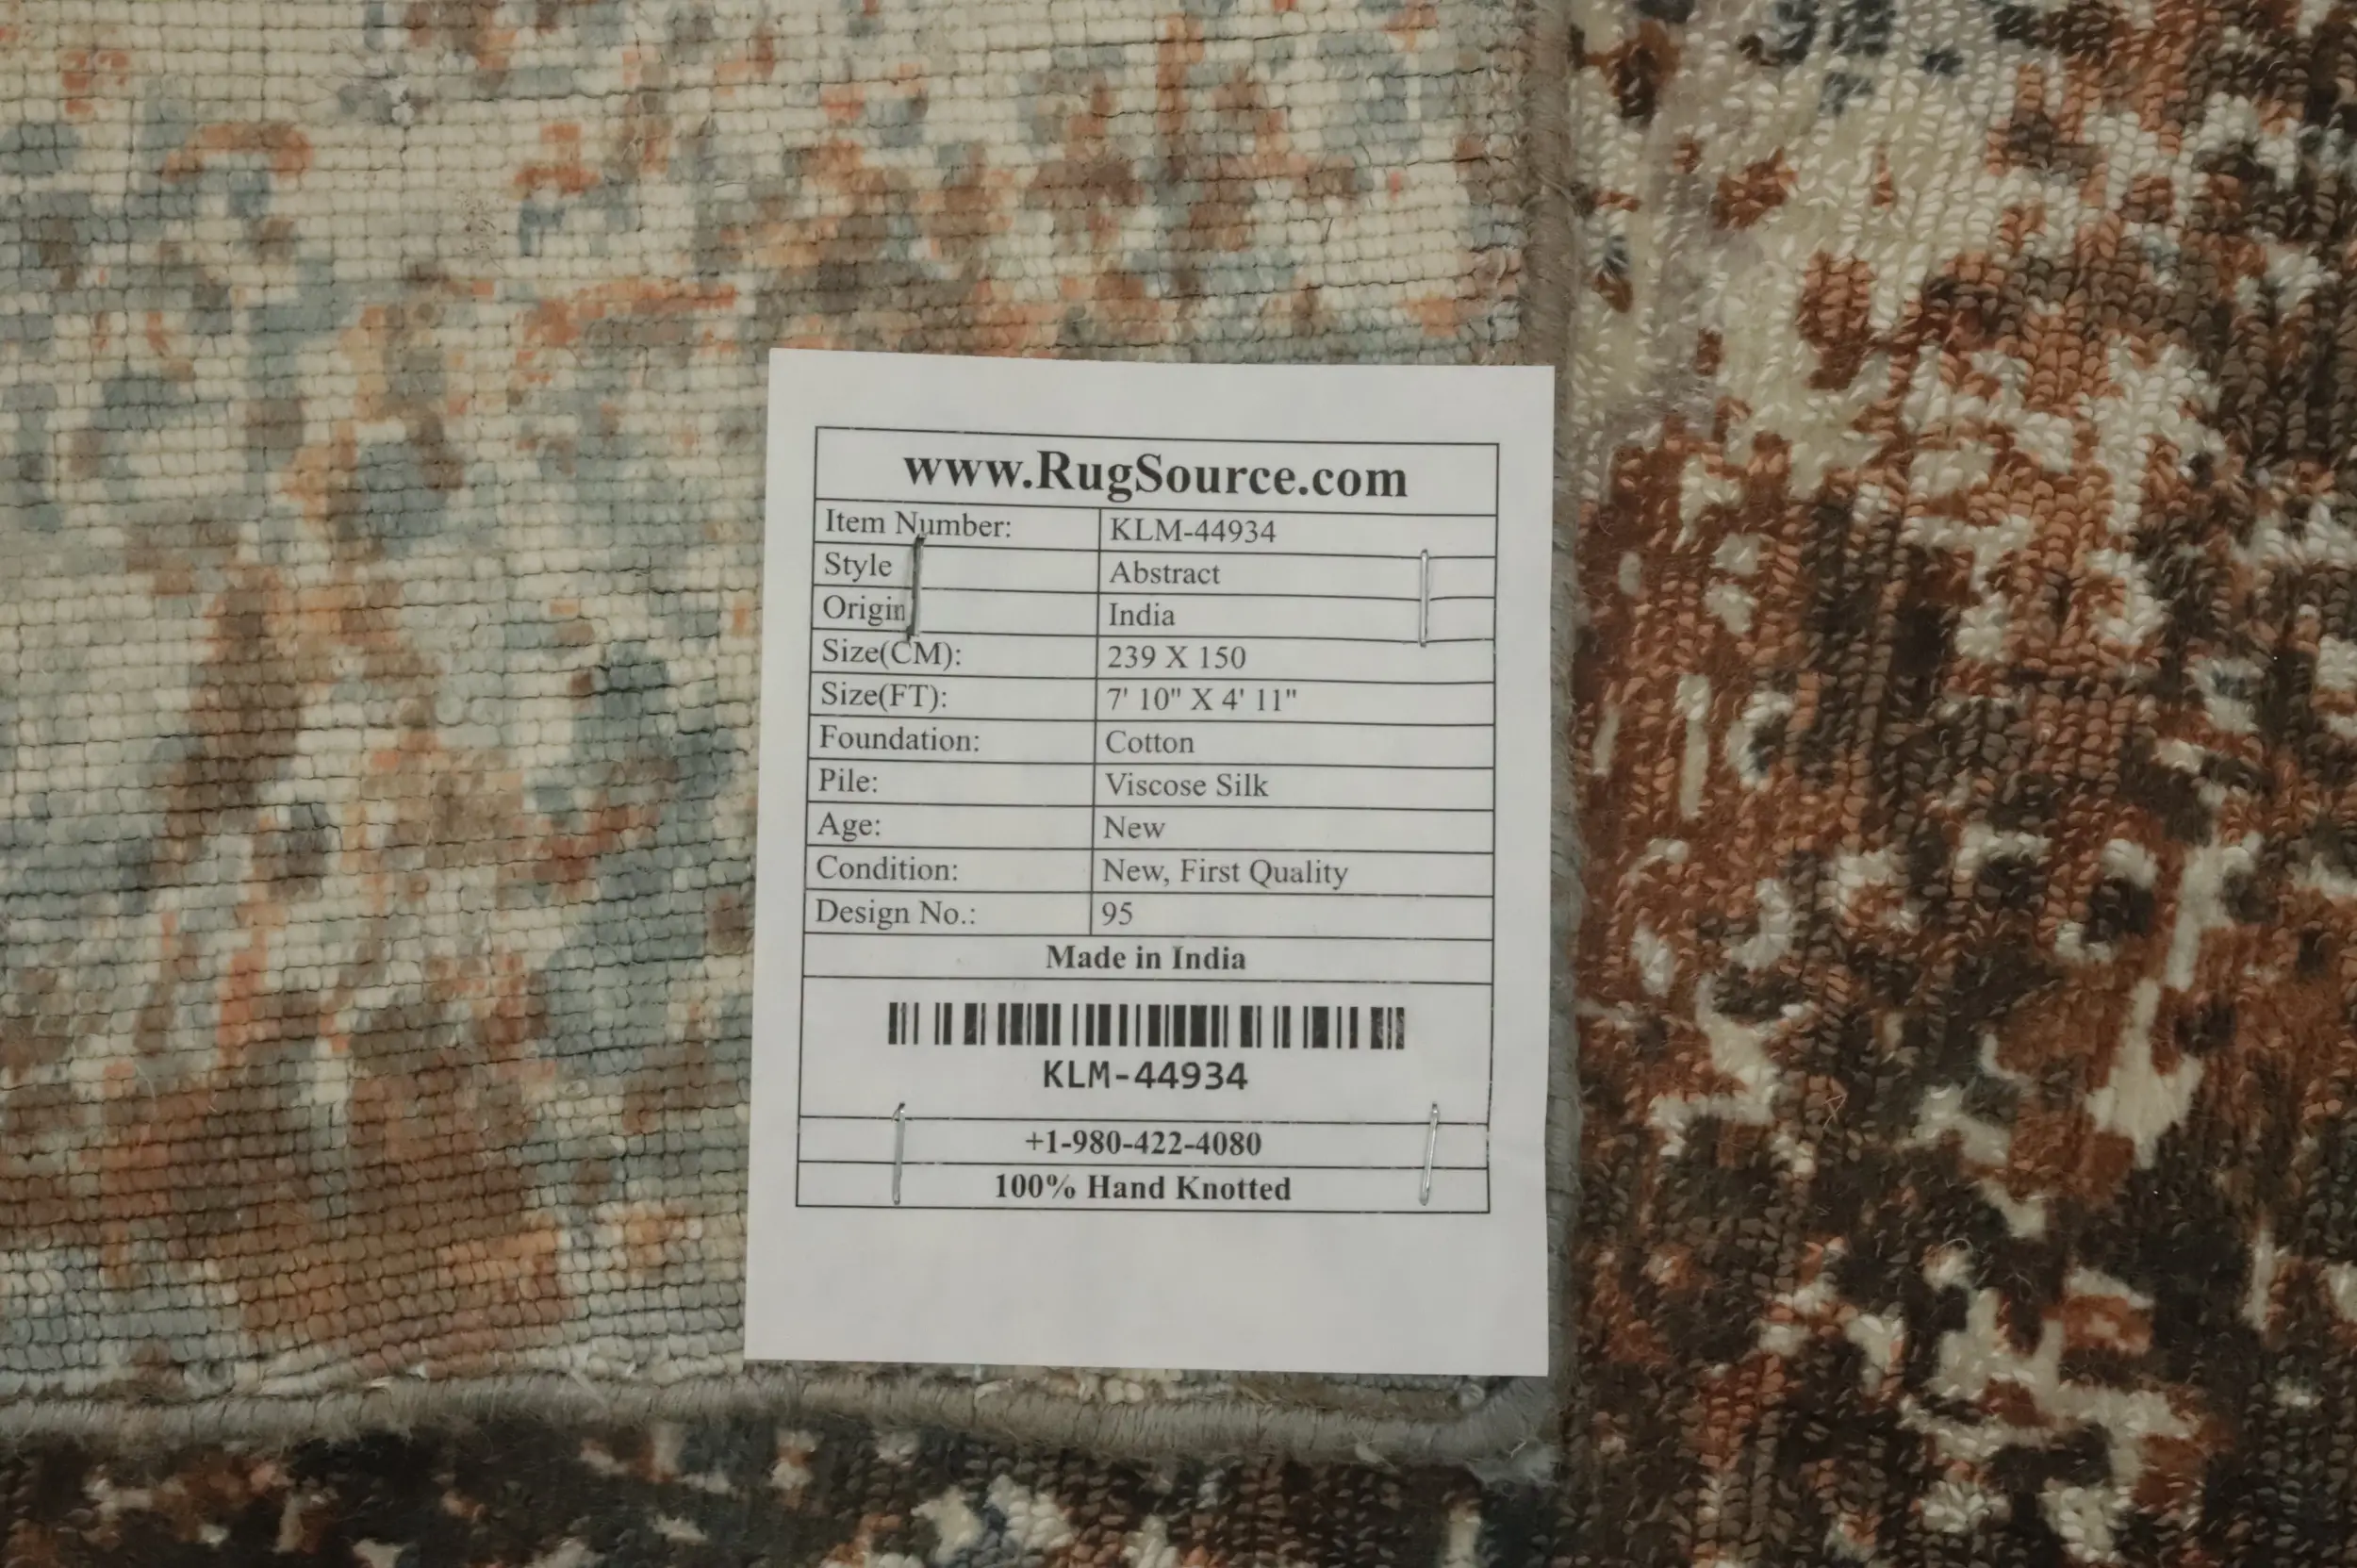 www.RugSource.com
Item Number: KLM-44934
Style Abstract
Origin India
Size(CM): 239 X 150
Size(FT): 7' 10" X 4' 11"
Foundation: Cotton
Pile: Viscose Silk
Age: New
Condition: New, First Quality
Design No.: 95
Made in India
KLM-44934
+1-980-422-4080
100% Hand Knotted